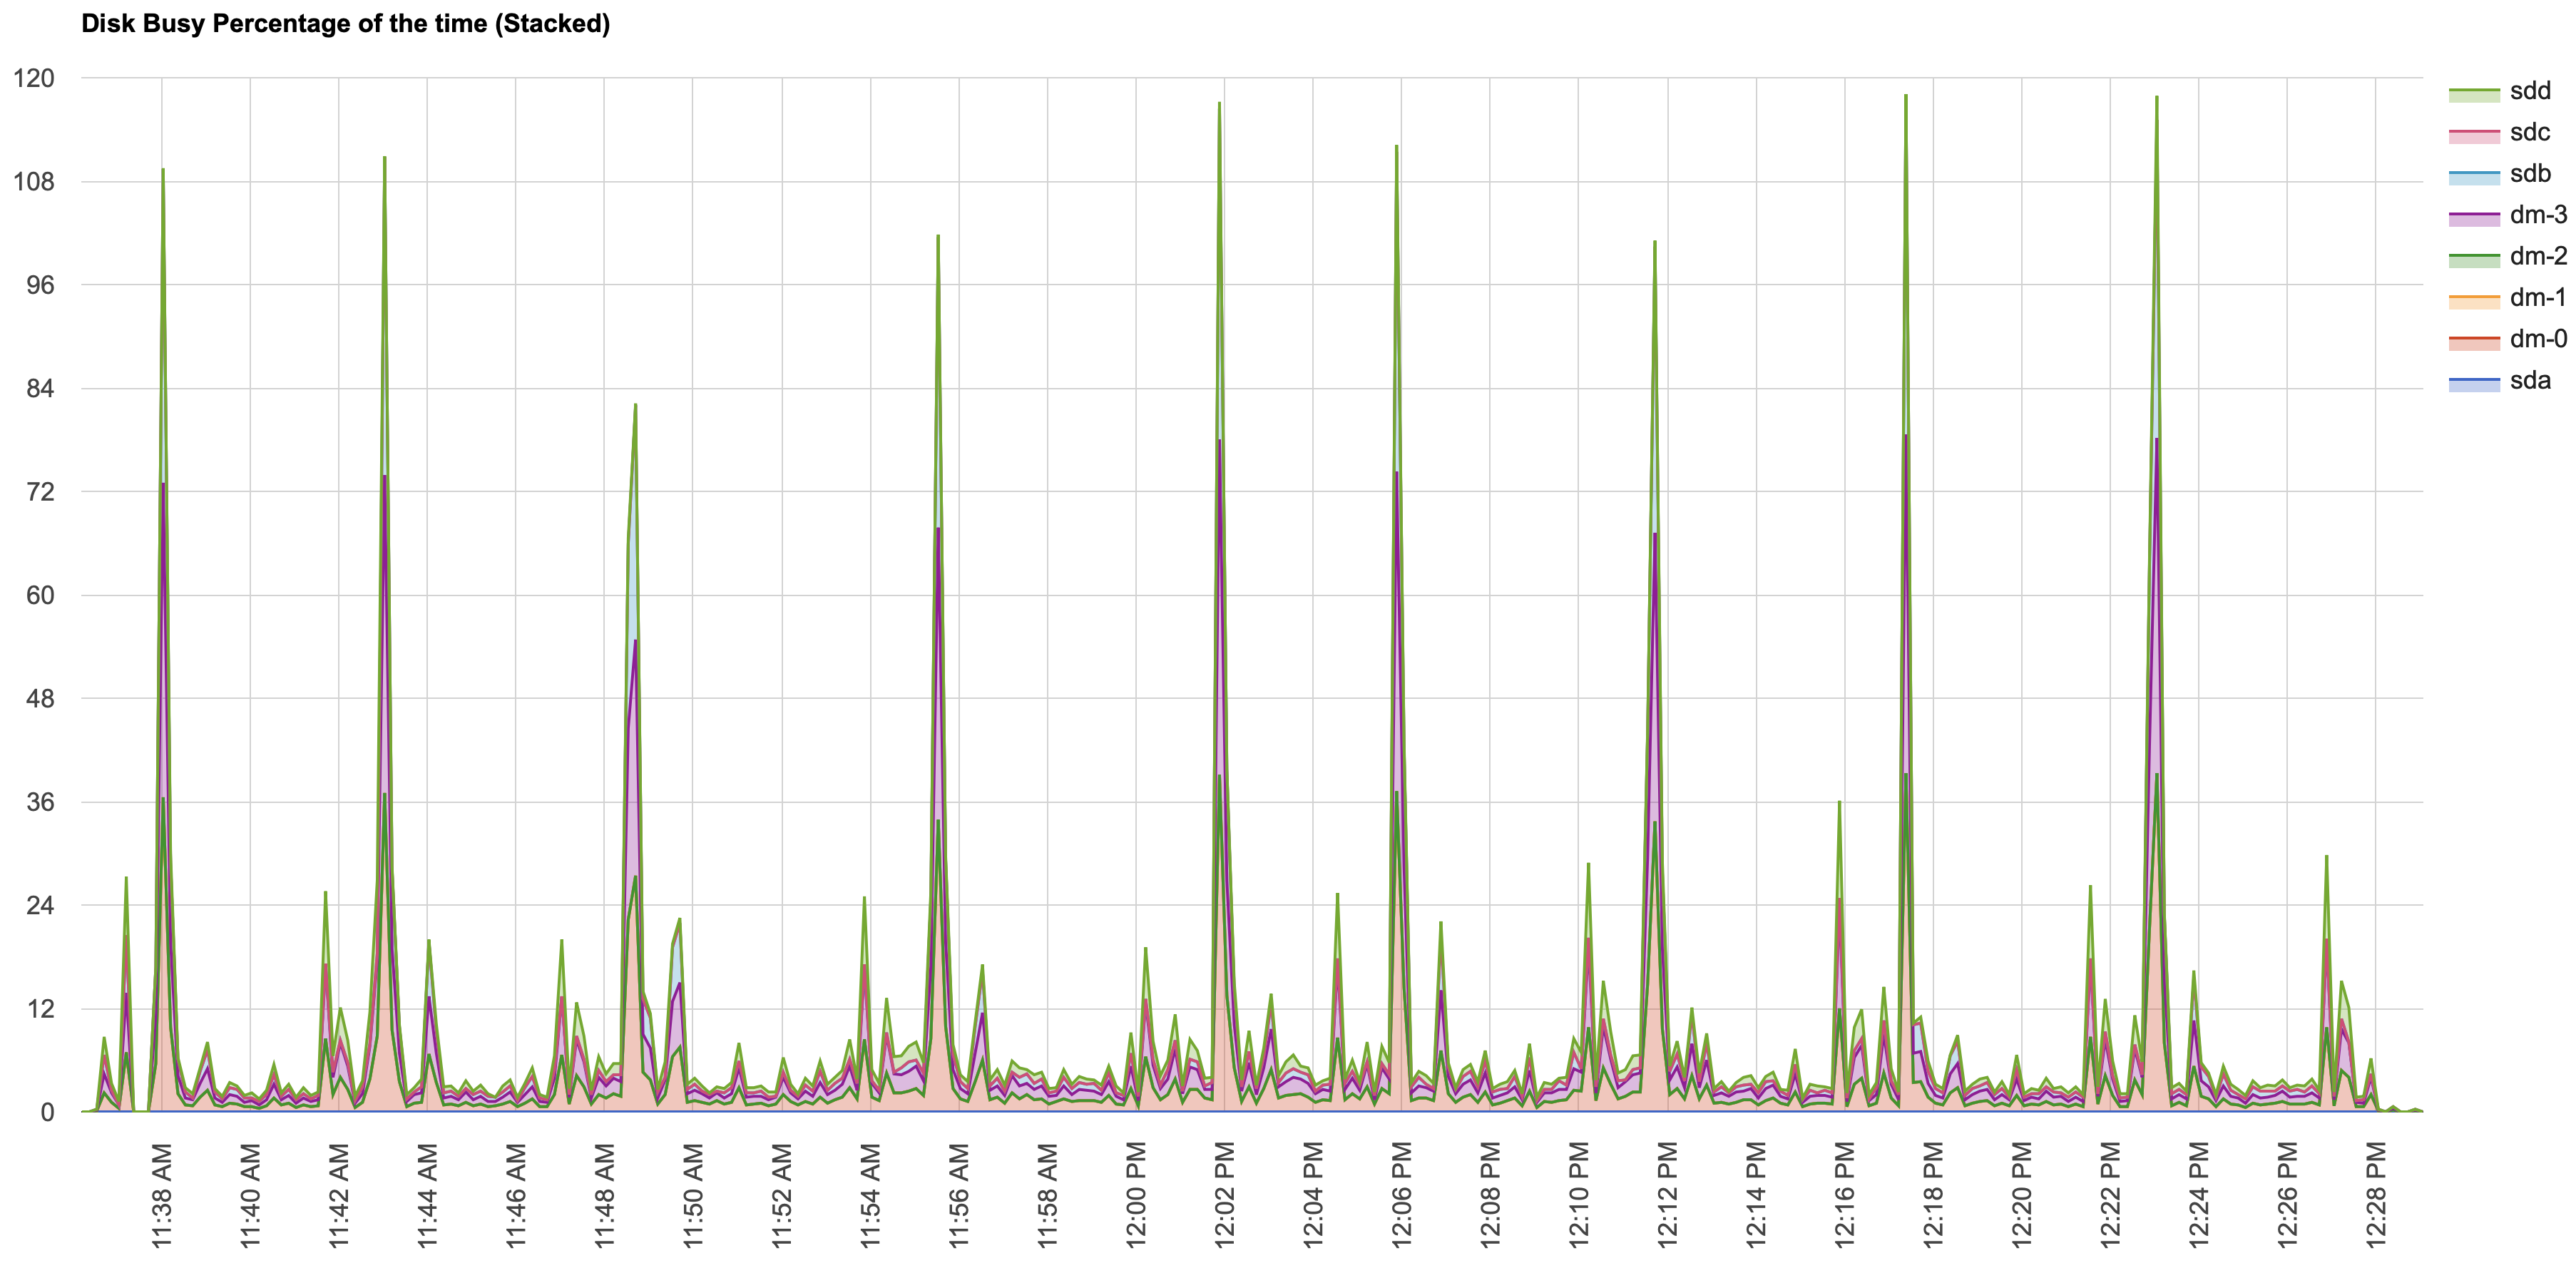 Disk Busy Percentage of the time (Stacked)
120
108
96
84
72
60
48
36
24
12
0
sdd
sdc
sdb
dm-3
dm-2
dm-1
dm-0
sda
11:38 AM
11:40 AM
11:42 AM
11:44 AM
11:46 AM
11:48 AM
11:50 AM
11:52 AM
11:54 AM
11:56 AM
11:58 AM
12:00 PM
12:02 PM
12:04 PM
12:06 PM
12:08 PM
12:10 PM
12:12 PM
12:14 PM
12:16 PM
12:18 PM
12:20 PM
12:22 PM
12:24 PM
12:26 PM
12:28 PM